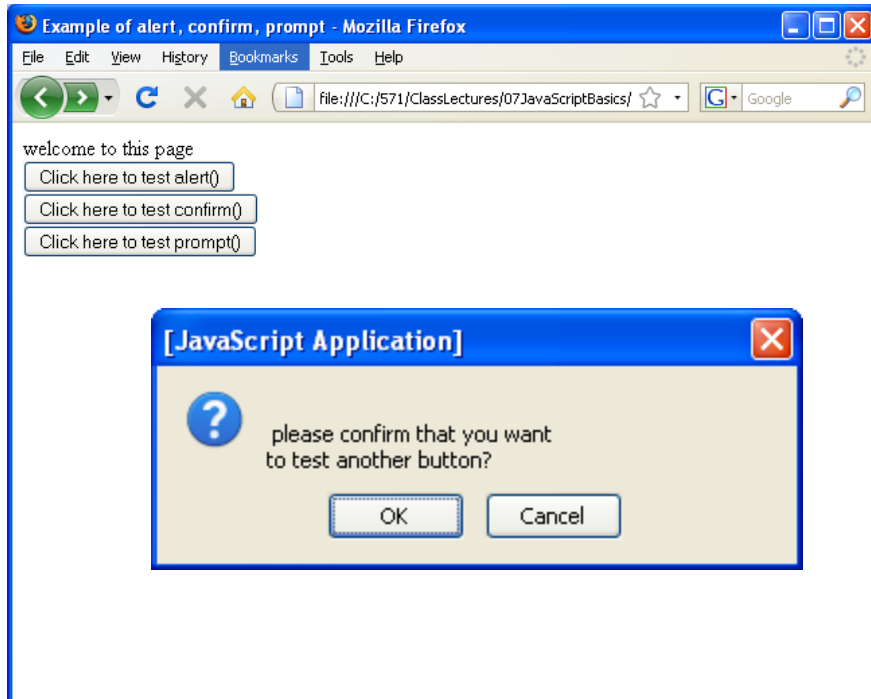 Example of alert, confirm, prompt - Mozilla Firefox
File Edit View History Bookmarks Tools Help
file:///C:/571/ClassLectures/07JavaScriptBasics/ G Google
welcome to this page
Click here to test alert()
Click here to test confirm()
Click here to test prompt()
[JavaScript Application]
please confirm that you want
to test another button?
OK Cancel